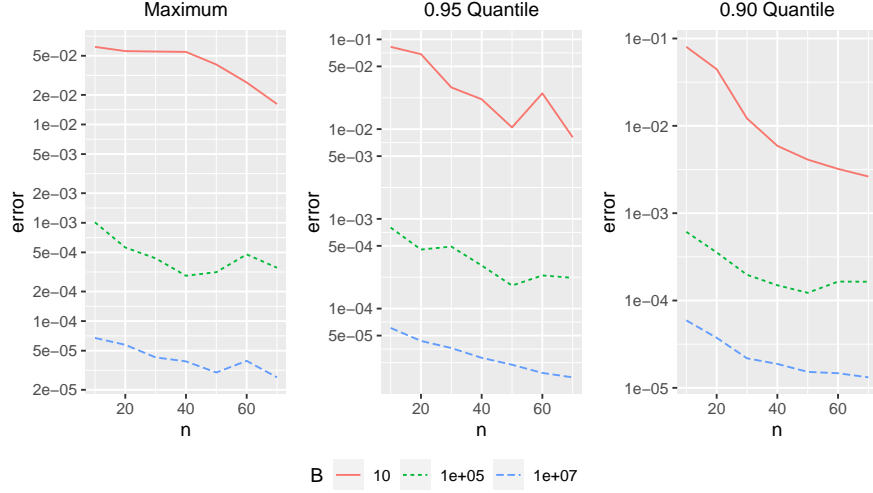 Maximum
0.95 Quantile
0.90 Quantile
error
5e−02
2e−02
1e−02
5e−03
2e−03
1e−03
5e−04
2e−04
1e−04
5e−05
2e−05
20
40
60
n
error
1e−01
5e−02
1e−02
5e−03
1e−03
5e−04
1e−04
5e−05
20
40
60
n
error
1e−01
1e−02
1e−03
1e−04
1e−05
20
40
60
n
B 10 1e+05 1e+07